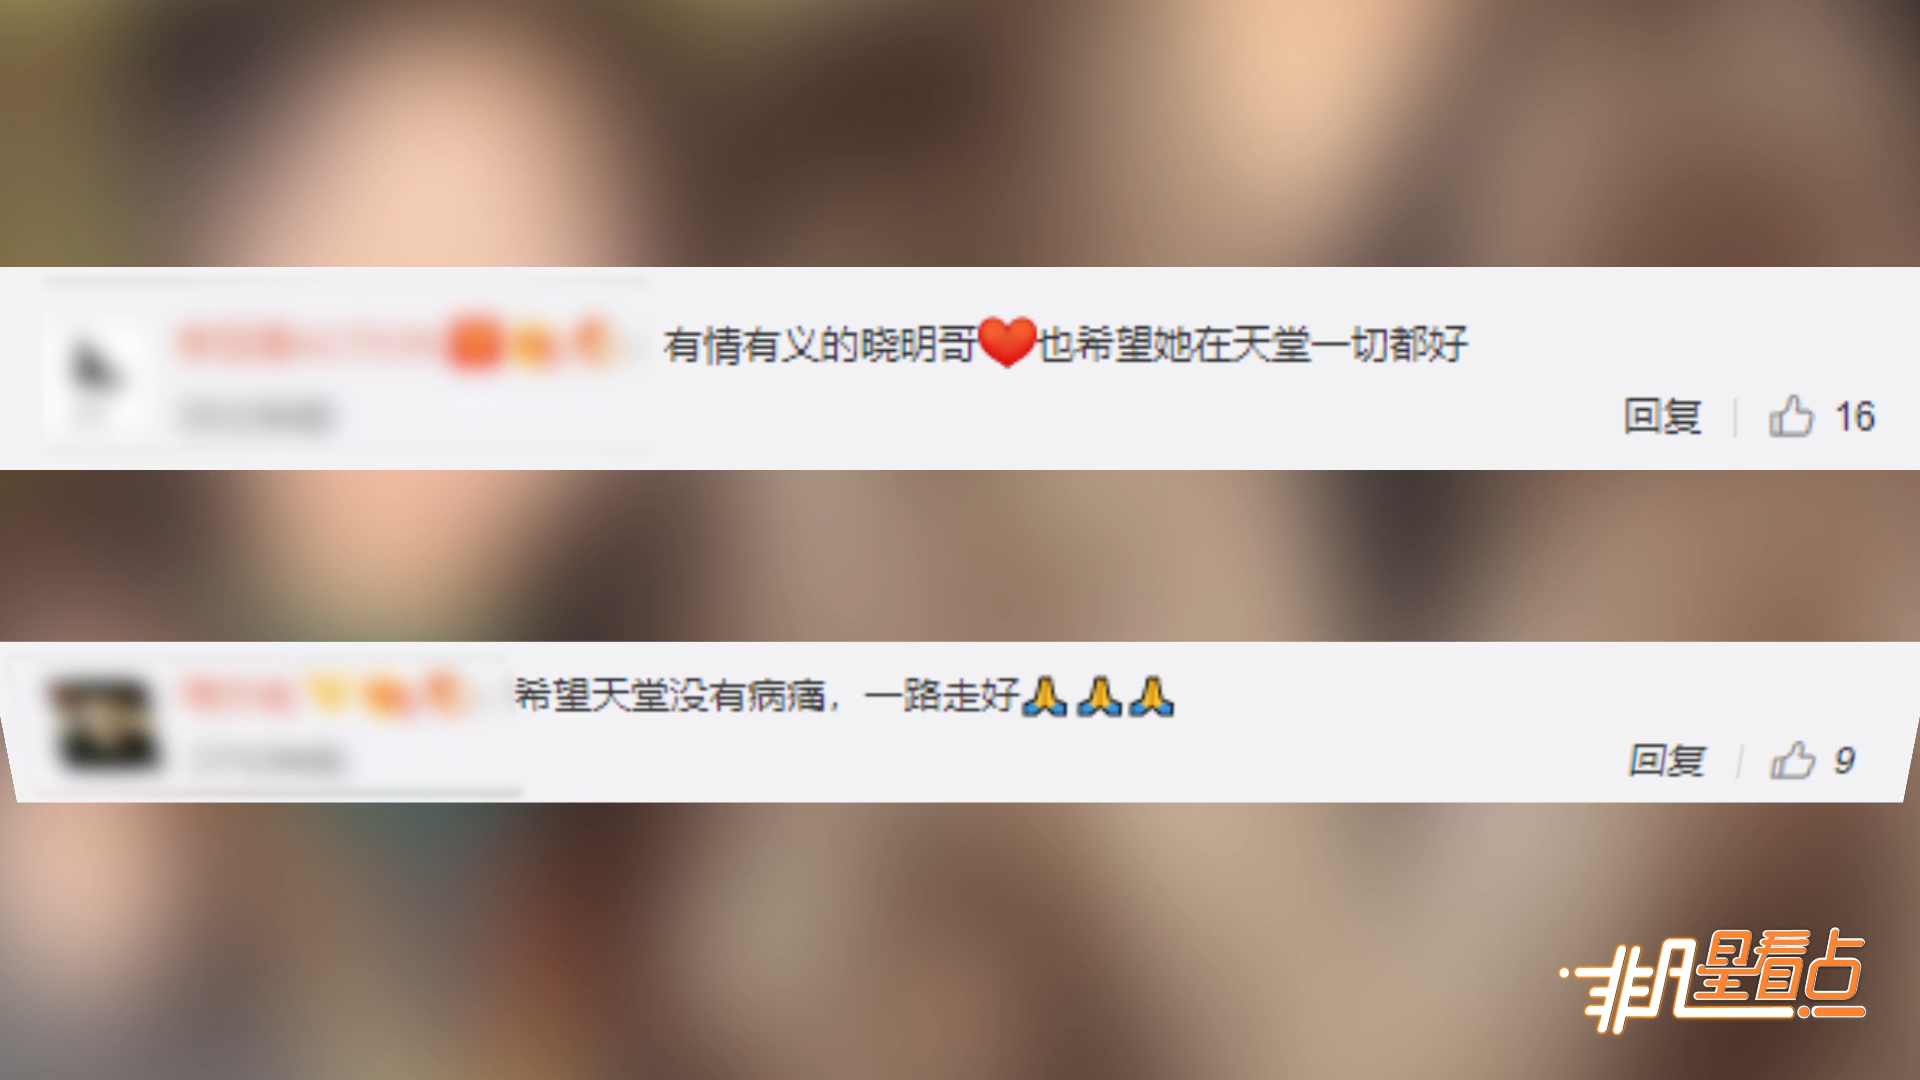 有情有义的晓明哥❤️也希望她在天堂一切都好
回复 16
希望天堂没有病痛，一路走好🙏🙏🙏
回复 9
非凡星看点